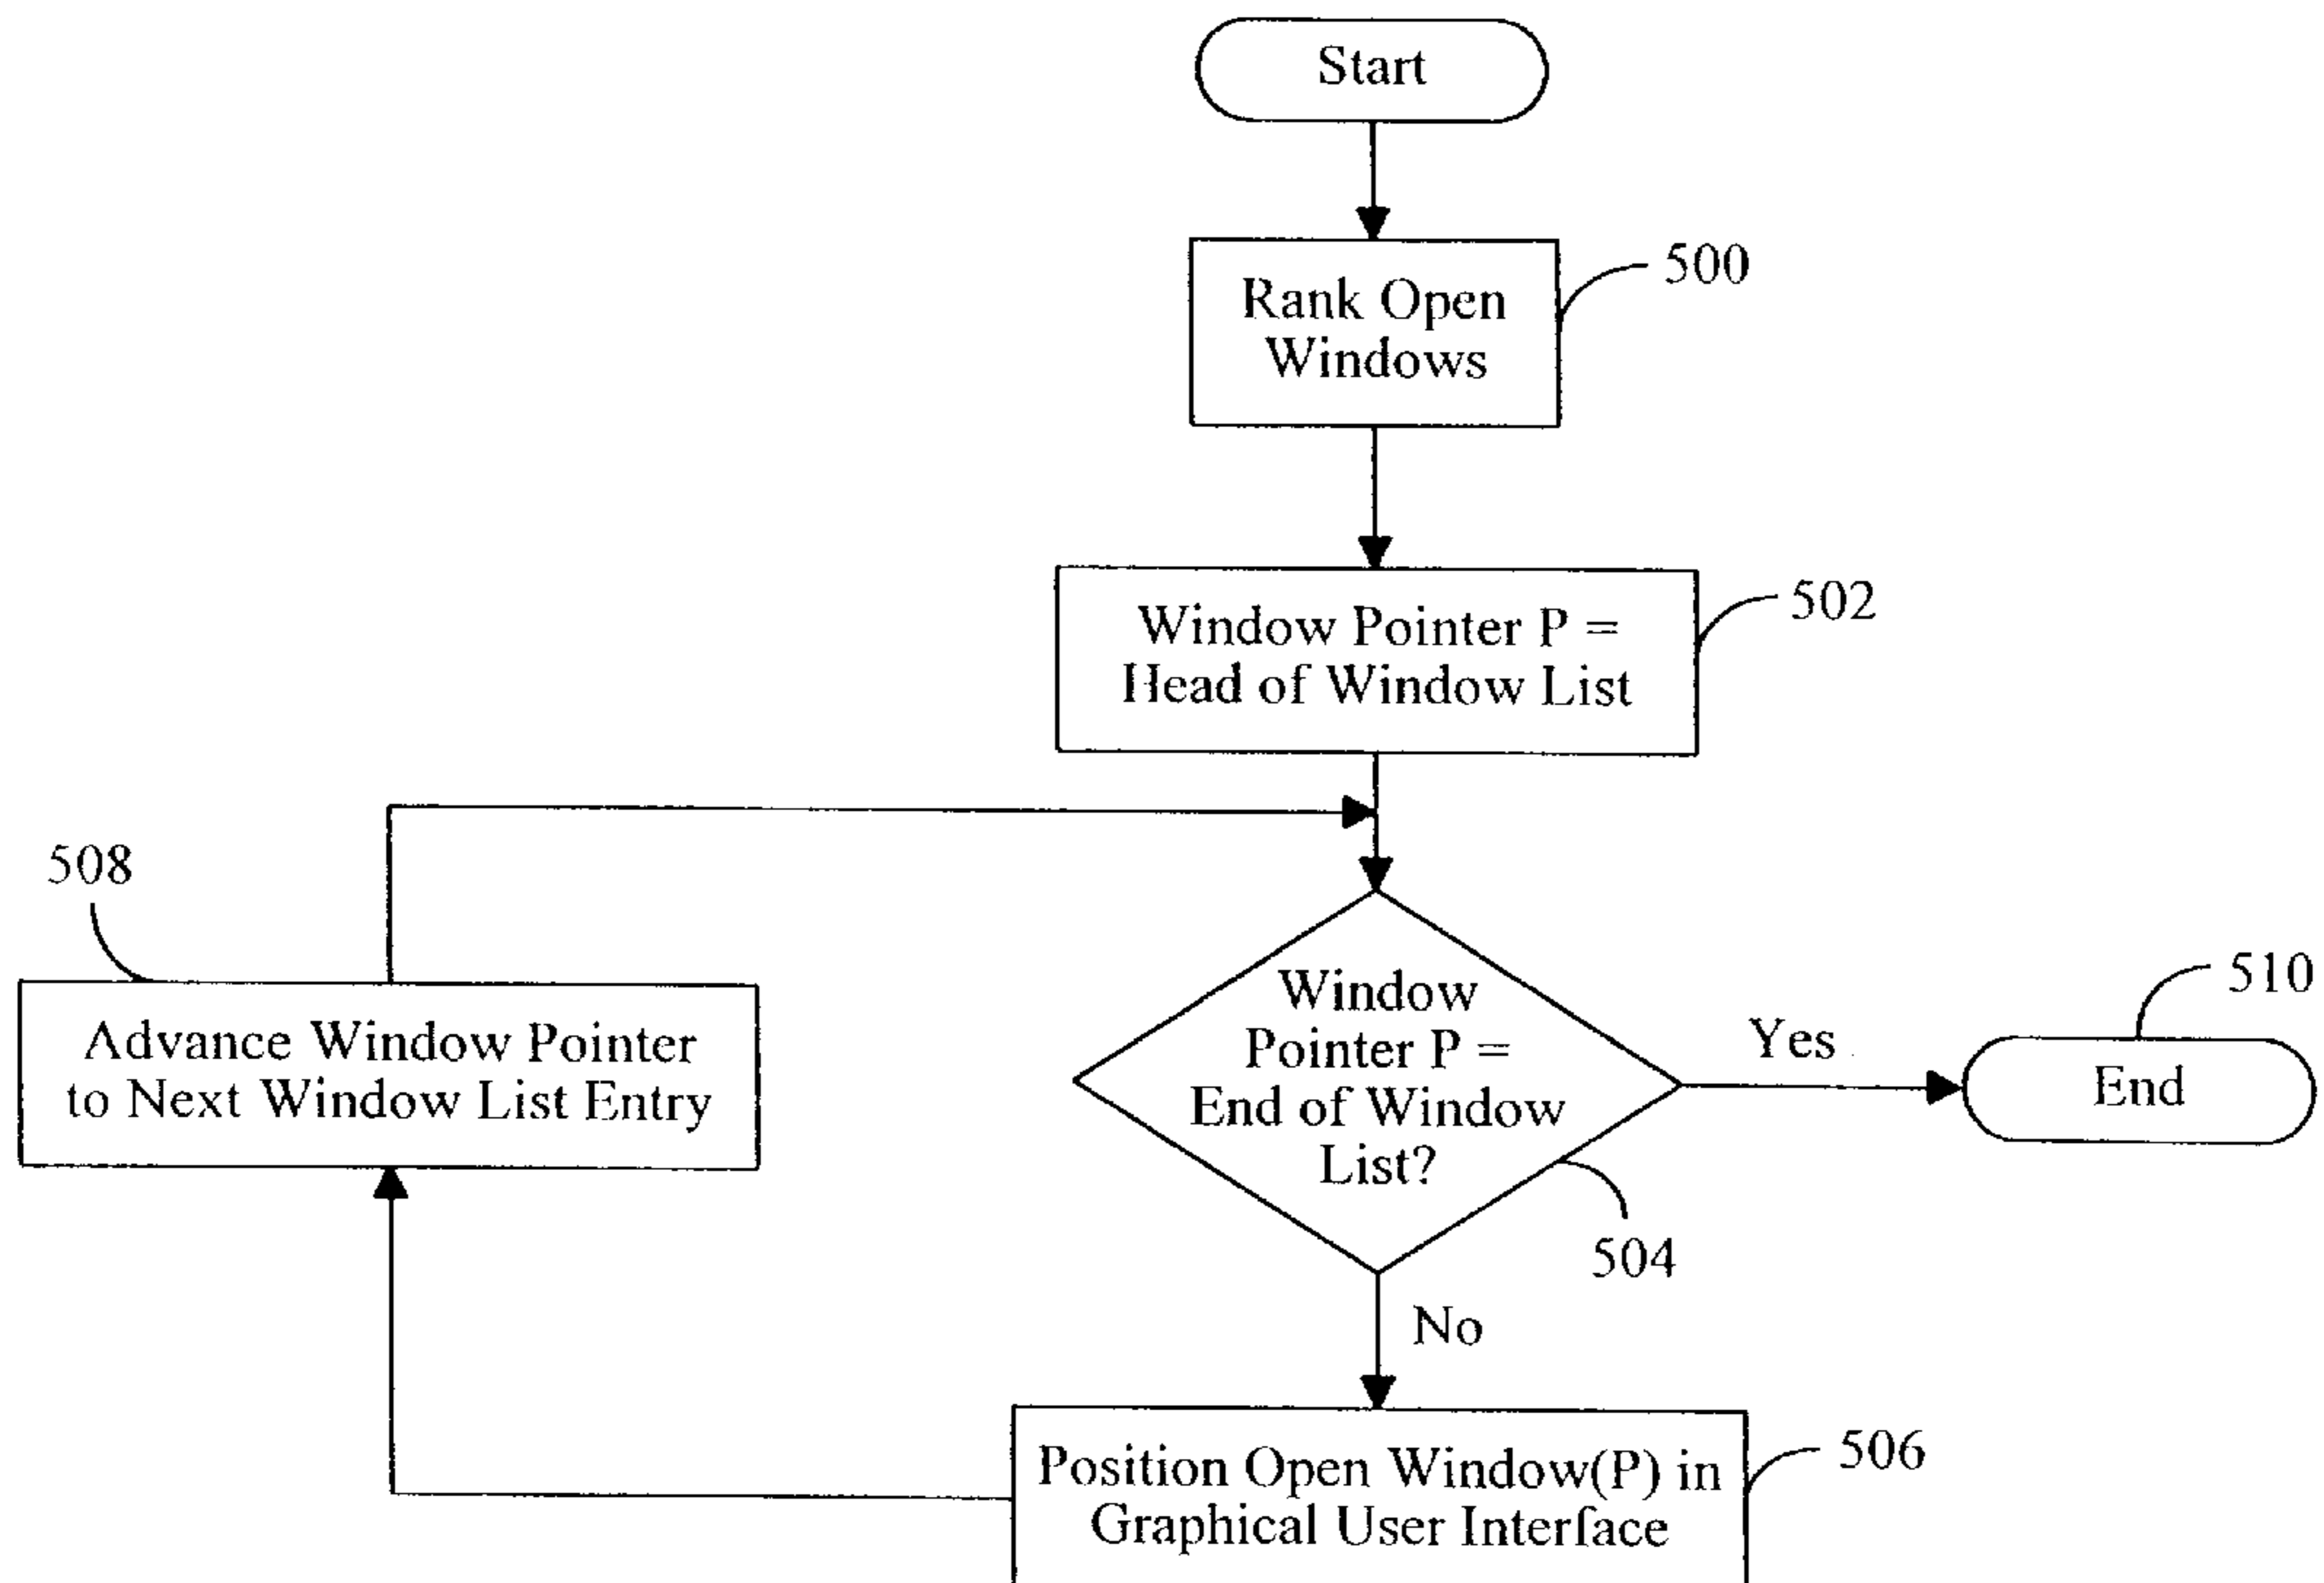 Start
Rank Open
Windows
500
Window Pointer P =
Head of Window List
502
508
Advance Window Pointer
to Next Window List Entry
Window
Pointer P =
End of Window
List?
504
Yes
510
End
No
Position Open Window(P) in
Graphical User Interface
506